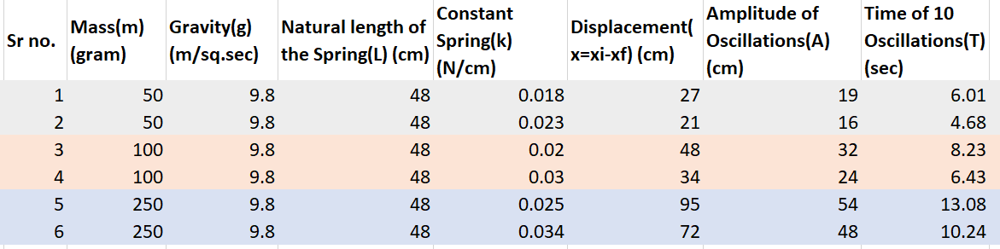 Sr no. Mass(m) (gram) Gravity(g) (m/sq.sec) Natural length of the Spring(L) (cm) Constant Spring(k) (N/cm) Displacement( x=xi-xf) (cm) Amplitude of Oscillations(A) (cm) Time of 10 Oscillations(T) (sec)
1 50 9.8 48 0.018 27 19 6.01
2 50 9.8 48 0.023 21 16 4.68
3 100 9.8 48 0.02 48 32 8.23
4 100 9.8 48 0.03 34 24 6.43
5 250 9.8 48 0.025 95 54 13.08
6 250 9.8 48 0.034 72 48 10.24